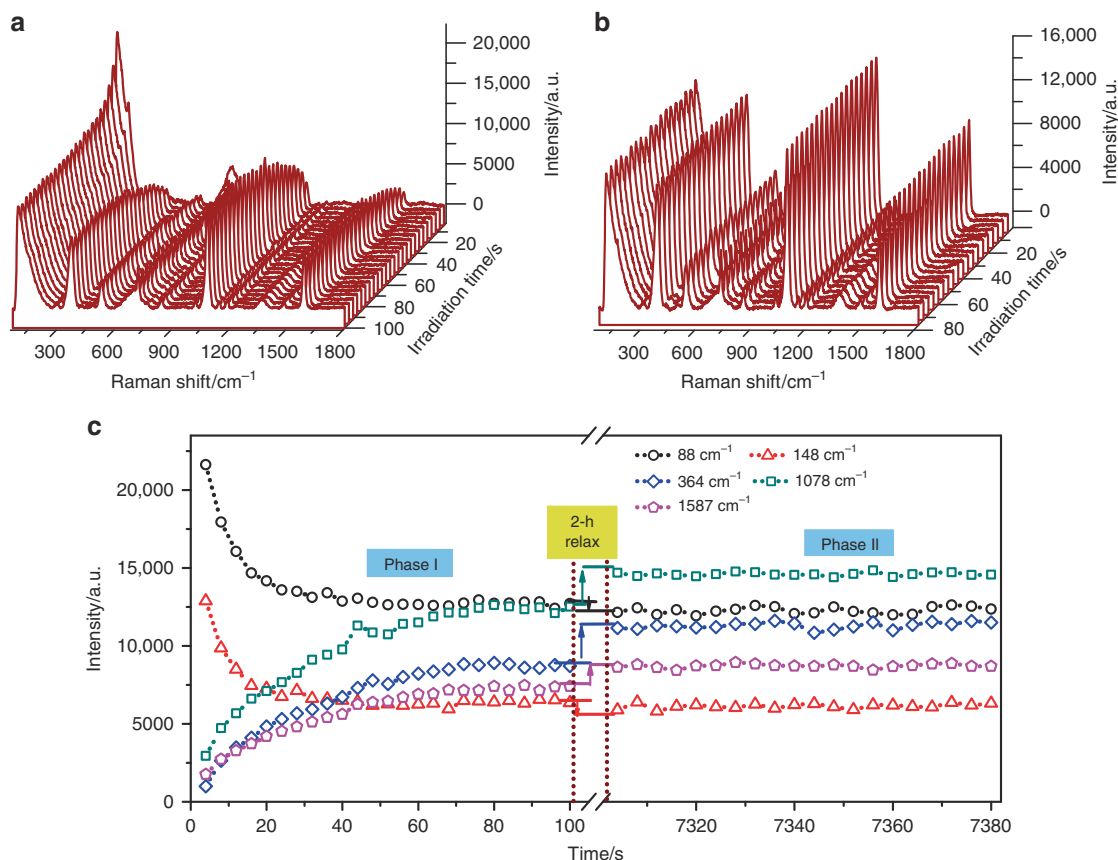 a
20,000
15,000
10,000
5000
0
Intensity/a.u.
20
40
60
80
100
Irradiation time/s
300 600 900 1200 1500 1800
Raman shift/cm⁻¹
b
16,000
12,000
8000
4000
0
Intensity/a.u.
20
40
60
80
Irradiation time/s
300 600 900 1200 1500 1800
Raman shift/cm⁻¹
c
88 cm⁻¹ 148 cm⁻¹
364 cm⁻¹ 1078 cm⁻¹
1587 cm⁻¹
2-h
relax
Phase I
Phase II
20,000
15,000
10,000
5000
0
Intensity/a.u.
0 20 40 60 80 100 7320 7340 7360 7380
Time/s